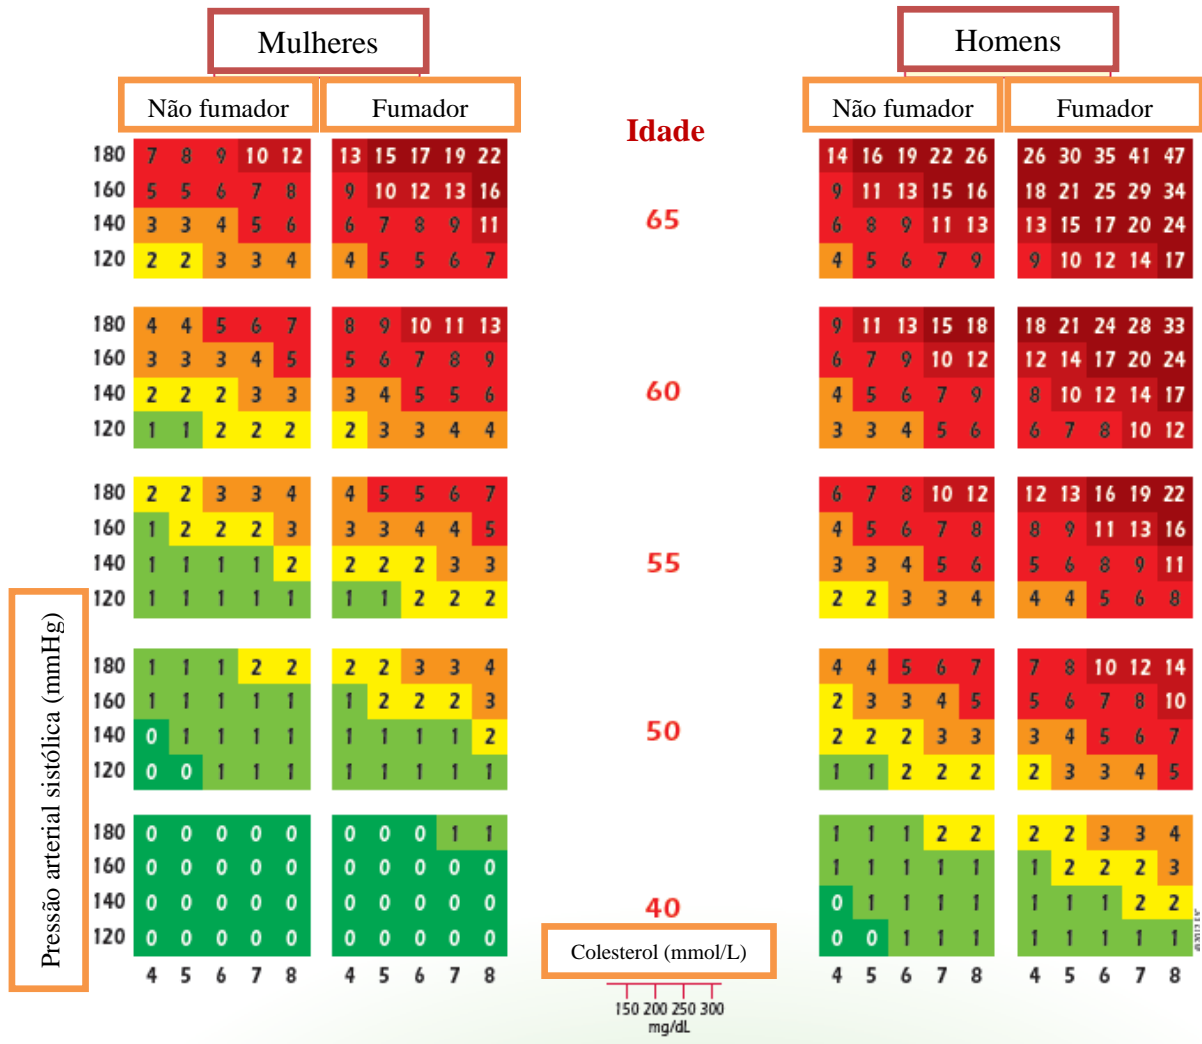 Mulheres Homens
Não fumador Fumador Não fumador Fumador
Idade
180 7 8 9 10 12 13 15 17 19 22 14 16 19 22 26 26 30 35 41 47
160 5 5 6 7 8 9 10 12 13 16 9 11 13 15 16 18 21 25 29 34
65
140 3 3 4 5 6 6 7 8 9 11 6 8 9 11 13 13 15 17 20 24
120 2 2 3 3 4 4 5 5 6 7 4 5 6 7 9 9 10 12 14 17
180 4 4 5 6 7 8 9 10 11 13 9 11 13 15 18 18 21 24 28 33
160 3 3 3 4 5 5 6 7 8 9 6 7 9 10 12 12 14 17 20 24
60
140 2 2 2 3 3 3 4 5 5 6 4 5 6 7 9 8 10 12 14 17
120 1 1 2 2 2 2 3 3 4 4 3 3 4 5 6 6 7 8 10 12
180 2 2 3 3 4 4 5 5 6 7 6 7 8 10 12 12 13 16 19 22
160 1 2 2 2 3 3 3 4 4 5 4 5 6 7 8 8 9 11 13 16
55
140 1 1 1 1 2 2 2 2 3 3 3 3 4 5 6 5 6 8 9 11
120 1 1 1 1 1 1 1 2 2 2 2 2 3 3 4 4 4 5 6 8
180 1 1 1 2 2 2 2 3 3 4 4 4 5 6 7 7 8 10 12 14
160 1 1 1 1 1 1 2 2 2 3 2 3 3 4 5 5 6 7 8 10
50
140 0 1 1 1 1 1 1 1 1 2 2 2 2 3 3 3 4 5 6 7
120 0 0 1 1 1 1 1 1 1 1 1 1 2 2 2 2 3 3 4 5
180 0 0 0 0 0 0 0 0 1 1 1 1 1 2 2 2 2 3 3 4
160 0 0 0 0 0 0 0 0 0 0 1 1 1 1 1 1 2 2 2 3
40
140 0 0 0 0 0 0 0 0 0 0 0 1 1 1 1 1 1 1 2 2
120 0 0 0 0 0 0 0 0 0 0 0 0 1 1 1 1 1 1 1 1
4 5 6 7 8 4 5 6 7 8 4 5 6 7 8 4 5 6 7 8
Pressão arterial sistólica (mmHg)
Colesterol (mmol/L)
150 200 250 300
mg/dL